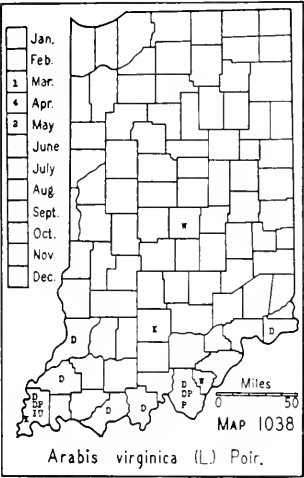 Jan.
Feb.
1 Mar.
4 Apr.
3 May
June
July
Aug.
Sept.
Oct.
Nov.
Dec.
W
K
D
D
D
D
DP
IU
K
D
D
D
DP
P
W
Miles
0 50
MAP 1038
Arabis virginica (L.) Poir.